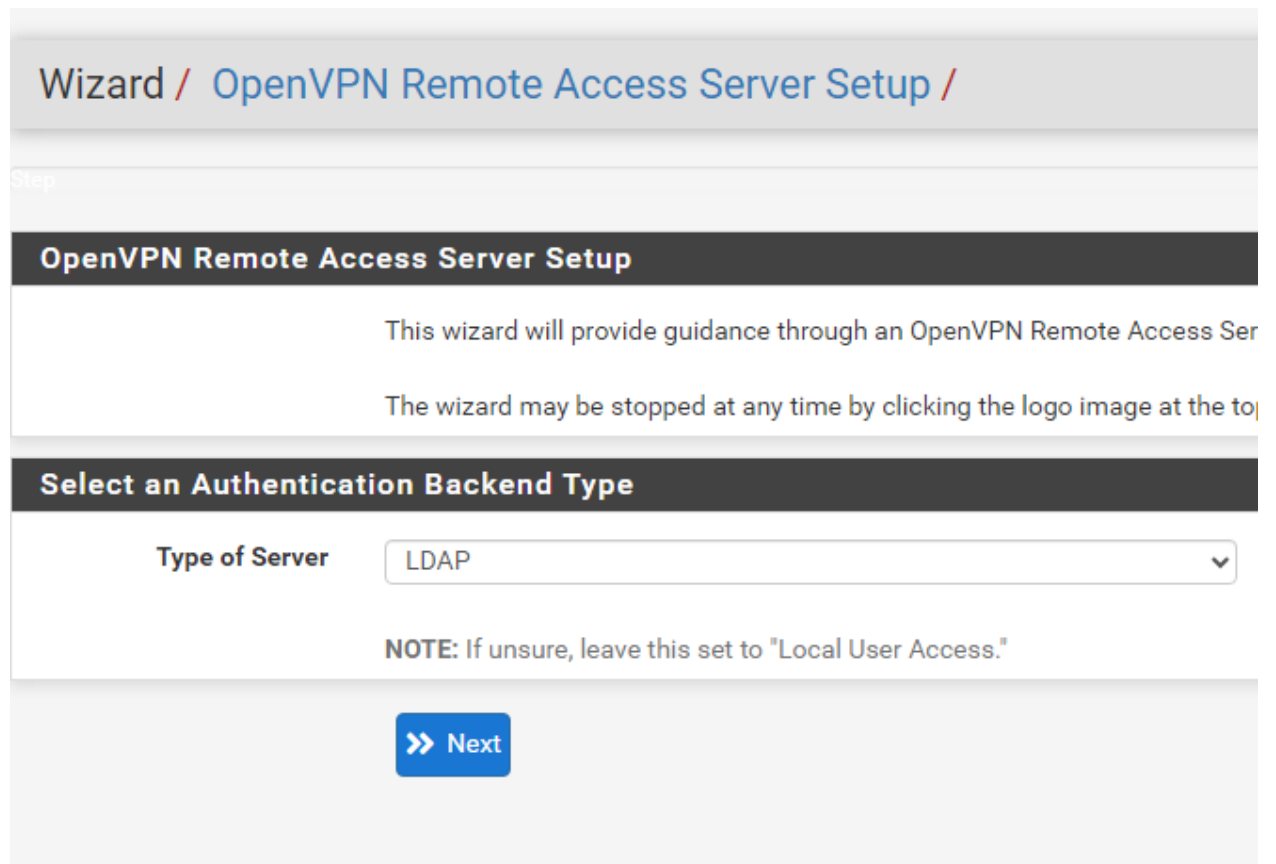 Wizard / OpenVPN Remote Access Server Setup /
Step
OpenVPN Remote Access Server Setup
This wizard will provide guidance through an OpenVPN Remote Access Ser
The wizard may be stopped at any time by clicking the logo image at the to
Select an Authentication Backend Type
Type of Server LDAP
NOTE: If unsure, leave this set to "Local User Access."
Next